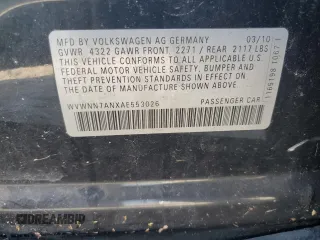 MFD BY VOLKSWAGEN AG GERMANY 03/10
GVWR 4322 GAWR FRONT 2271 / REAR 2117 LBS
THIS VEHICLE CONFORMS TO ALL APPLICABLE U.S.
FEDERAL MOTOR VEHICLE SAFETY, BUMPER AND
THEFT PREVENTION STANDARDS IN EFFECT ON THE
DATE OF MANUFACTURE SHOWN ABOVE.
WVWNN7ANXAE553026 PASSENGER CAR
© DREAMBID